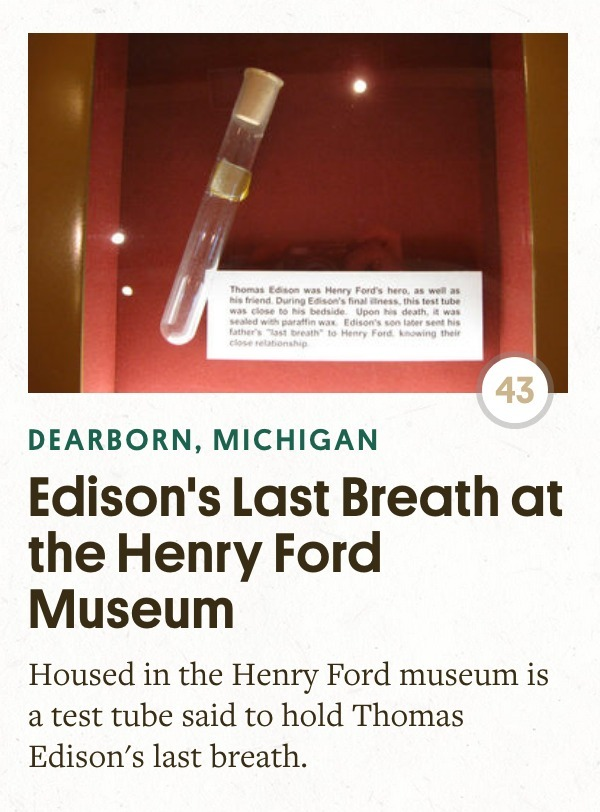 Thomas Edison was Henry Ford's hero, as well as
his friend. During Edison's final illness, this test tube
was close to his bedside. Upon his death, it was
sealed with paraffin wax. Edison's son later sent his
father's "last breath" to Henry Ford, knowing their
close relationship.
43
DEARBORN, MICHIGAN
Edison's Last Breath at
the Henry Ford
Museum
Housed in the Henry Ford museum is
a test tube said to hold Thomas
Edison's last breath.